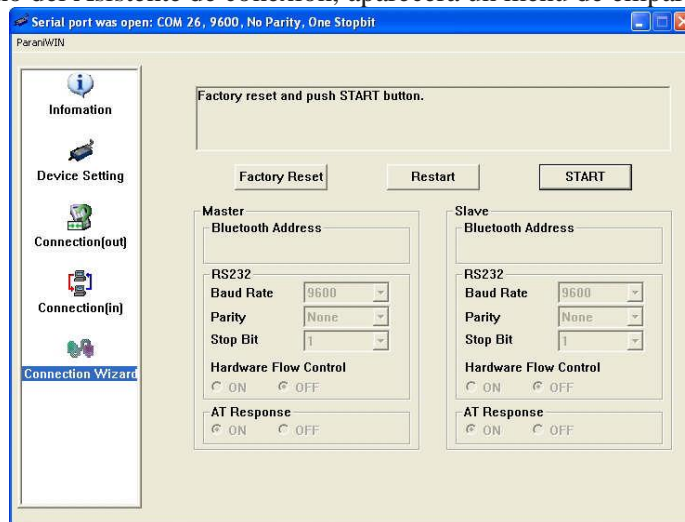 Serial port was open: COM 26, 9600, No Parity, One Stopbit
ParaniWIN
Infomation
Device Setting
Connection(out)
Connection(in)
Connection Wizard
Factory reset and push START button.
Factory Reset
Restart
START
Master
Bluetooth Address
RS232
Baud Rate 9600
Parity None
Stop Bit 1
Hardware Flow Control
ON OFF
AT Response
ON OFF
Slave
Bluetooth Address
RS232
Baud Rate 9600
Parity None
Stop Bit 1
Hardware Flow Control
ON OFF
AT Response
ON OFF